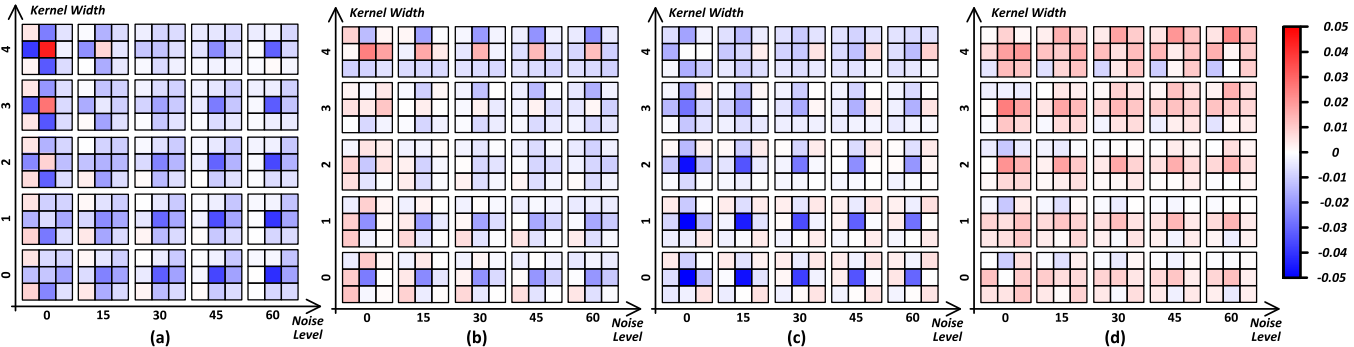 Kernel Width
4
3
2
1
0
0 15 30 45 60
Noise
Level
(a)
Kernel Width
4
3
2
1
0
0 15 30 45 60
Noise
Level
(b)
Kernel Width
4
3
2
1
0
0 15 30 45 60
Noise
Level
(c)
Kernel Width
4
3
2
1
0
0 15 30 45 60
Noise
Level
(d)
0.05
0.04
0.03
0.02
0.01
0
-0.01
-0.02
-0.03
-0.04
-0.05